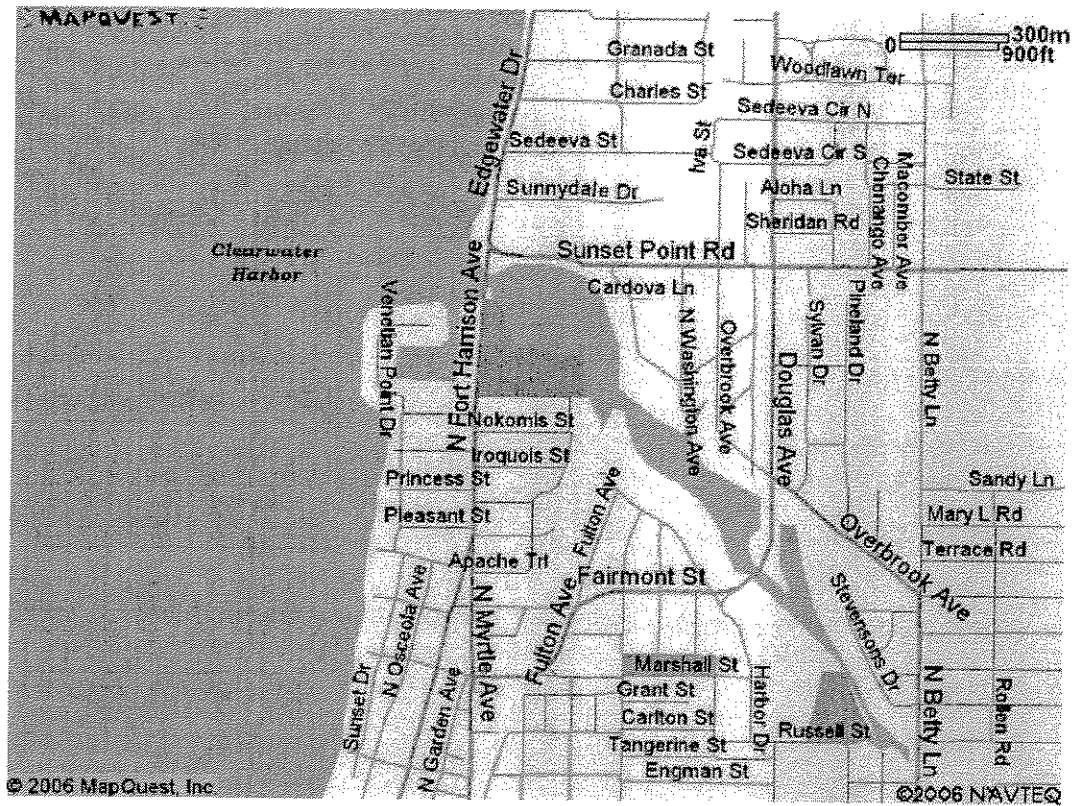 MAPQUEST.
0
300m
900ft
Edgewater Dr
Granada St
Woodlawn Ter
Charles St
Sedeeva Cir N
Sedeeva St
Iva St
Sedeeva Cir S
Chenango Ave
Macomber Ave
State St
Sunnydale Dr
Aloha Ln
Sheridan Rd
Clearwater
Harbor
Sunset Point Rd
Cardova Ln
Venetian Point Dr
N Fort Harrison Ave
N Washington Ave
Overbrook Ave
Douglas Ave
Sylvan Dr
Pineland Dr
N Betty Ln
Nokomis St
Iroquois St
Princess St
Pleasant St
Sandy Ln
Mary L Rd
Terrace Rd
Overbrook Ave
Apache Trl
Fulton Ave
Fulton Ave
Fairmont St
Stevensons Dr
N Osceola Ave
N Myrtle Ave
Sunset Dr
N Garden Ave
Marshall St
Grant St
Carlton St
Tangerine St
Engman St
Harbor Dr
Russell St
N Betty Ln
Rollen Rd
© 2006 MapQuest, Inc
©2006 NAVTEQ